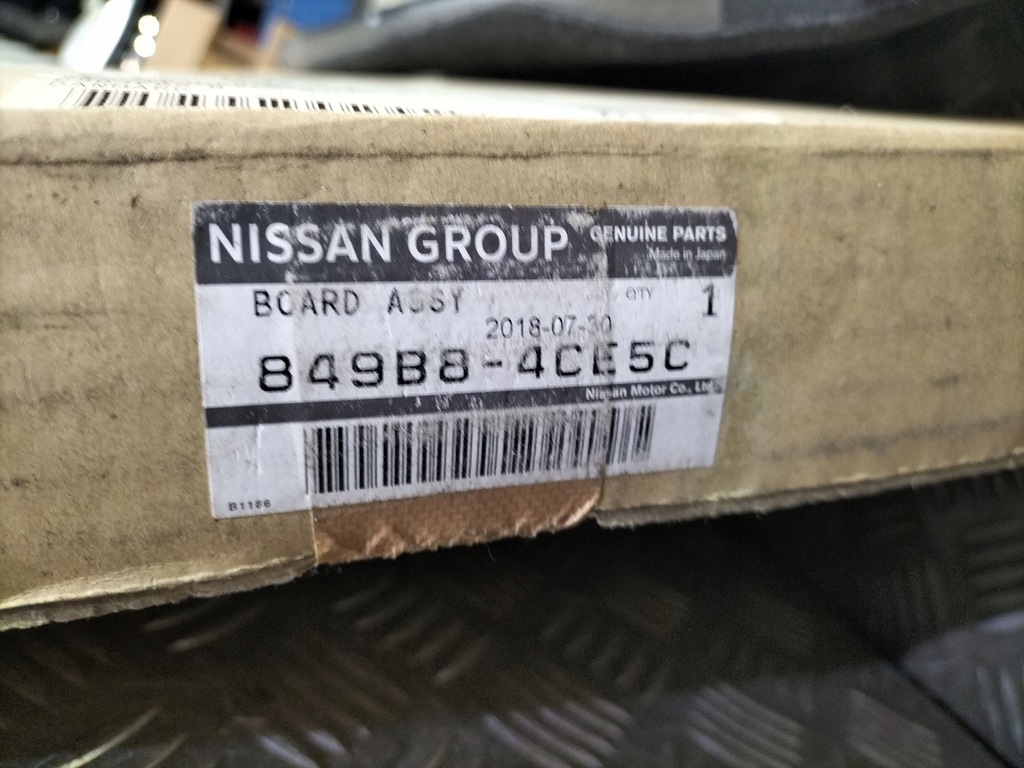 NISSAN GROUP
GENUINE PARTS
Made in Japan
BOARD ASSY
QTY 1
2018-07-30
849B8-4CE5C
Nissan Motor Co., Ltd.
B1186